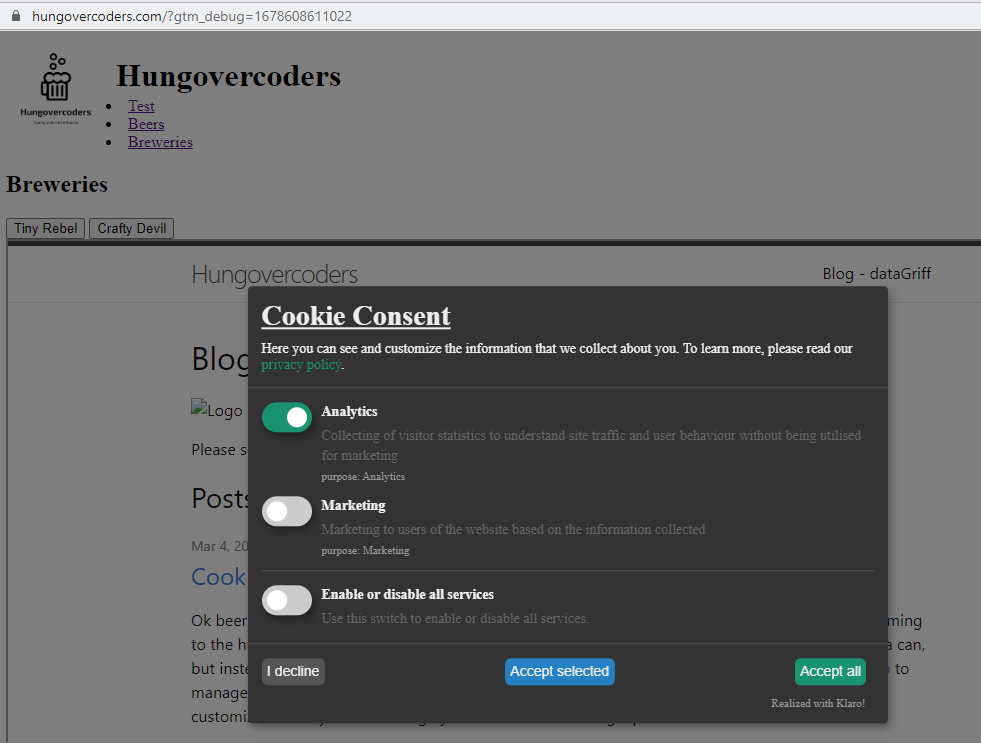 hungovercoders.com/?gtm_debug=1678608611022
Hungovercoders
Hungovercoders
Test
Beers
Breweries
Breweries
Tiny Rebel
Crafty Devil
Hungovercoders
Blog - dataGriff
Cookie Consent
Here you can see and customize the information that we collect about you. To learn more, please read our
privacy policy.
Blog
Analytics
Logo
Collecting of visitor statistics to understand site traffic and user behaviour without being utilised
for marketing
Please s
purpose: Analytics
Posts
Marketing
Marketing to users of the website based on the information collected
Mar 4, 20
purpose: Marketing
Cook
Enable or disable all services
Use this switch to enable or disable all services.
Ok beer
ming
to the h
a can,
but inste
to
manage
customi
I decline
Accept selected
Accept all
Realized with Klaro!